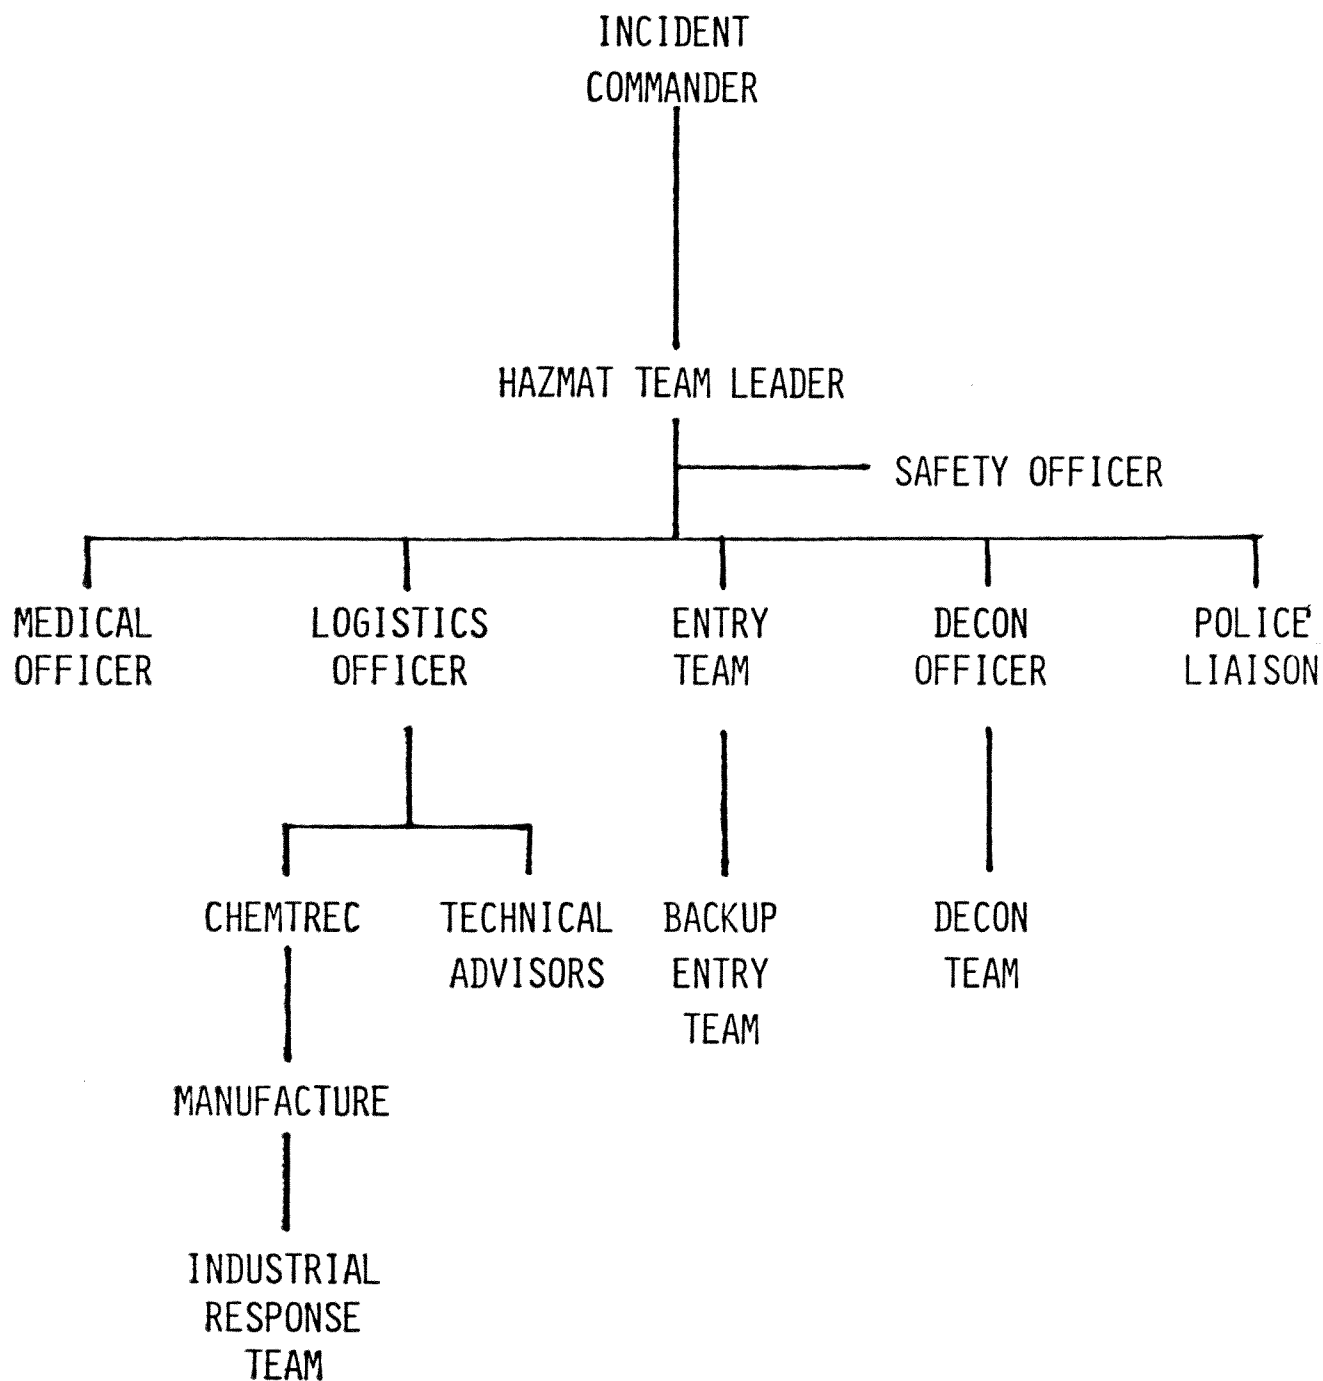 INCIDENT
COMMANDER
HAZMAT TEAM LEADER
SAFETY OFFICER
MEDICAL
OFFICER
LOGISTICS
OFFICER
ENTRY
TEAM
DECON
OFFICER
POLICE
LIAISON
CHEMTREC
TECHNICAL
ADVISORS
BACKUP
ENTRY
TEAM
DECON
TEAM
MANUFACTURE
INDUSTRIAL
RESPONSE
TEAM